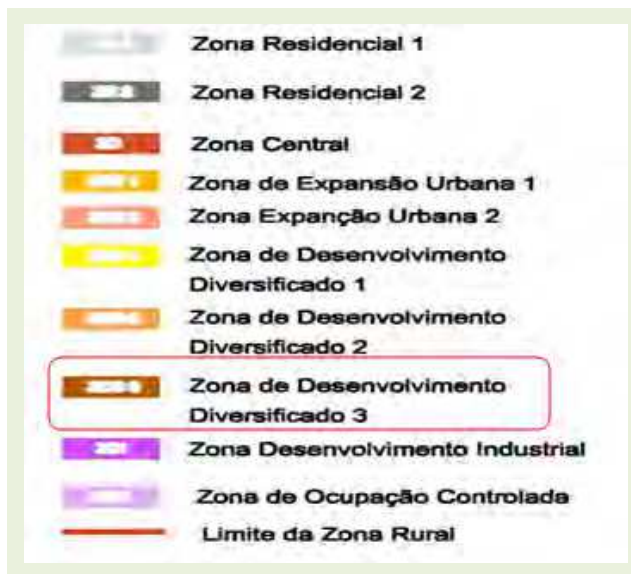 Zona Residencial 1
Zona Residencial 2
Zona Central
Zona de Expansão Urbana 1
Zona Expanção Urbana 2
Zona de Desenvolvimento
Diversificado 1
Zona de Desenvolvimento
Diversificado 2
Zona de Desenvolvimento
Diversificado 3
Zona Desenvolvimento Industrial
Zona de Ocupação Controlada
Limite da Zona Rural